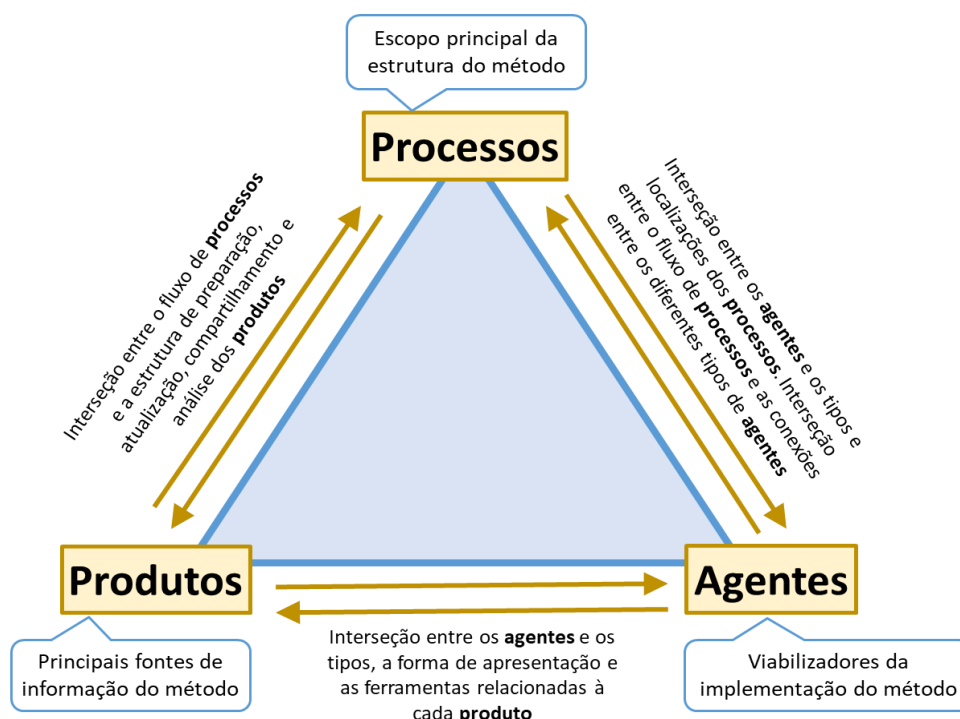 Escopo principal da
estrutura do método
Processos
Interseção entre o fluxo de processos
e a estrutura de preparação,
atualização, compartilhamento e
análise dos produtos
Interseção entre os agentes e os tipos e
localizações dos processos. Interseção
entre o fluxo de processos e as conexões
entre os diferentes tipos de agentes
Produtos
Agentes
Principais fontes de
informação do método
Interseção entre os agentes e os
tipos, a forma de apresentação e
as ferramentas relacionadas à
cada produto
Viabilizadores da
implementação do método